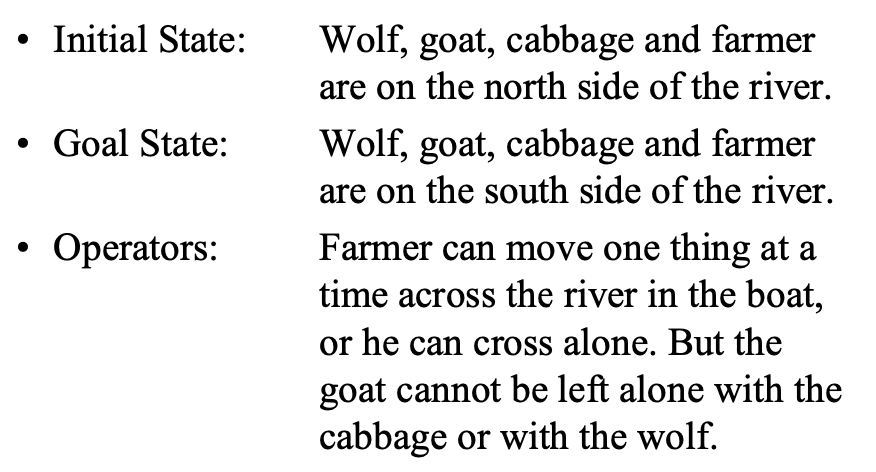 • Initial State: Wolf, goat, cabbage and farmer
are on the north side of the river.
• Goal State: Wolf, goat, cabbage and farmer
are on the south side of the river.
• Operators: Farmer can move one thing at a
time across the river in the boat,
or he can cross alone. But the
goat cannot be left alone with the
cabbage or with the wolf.